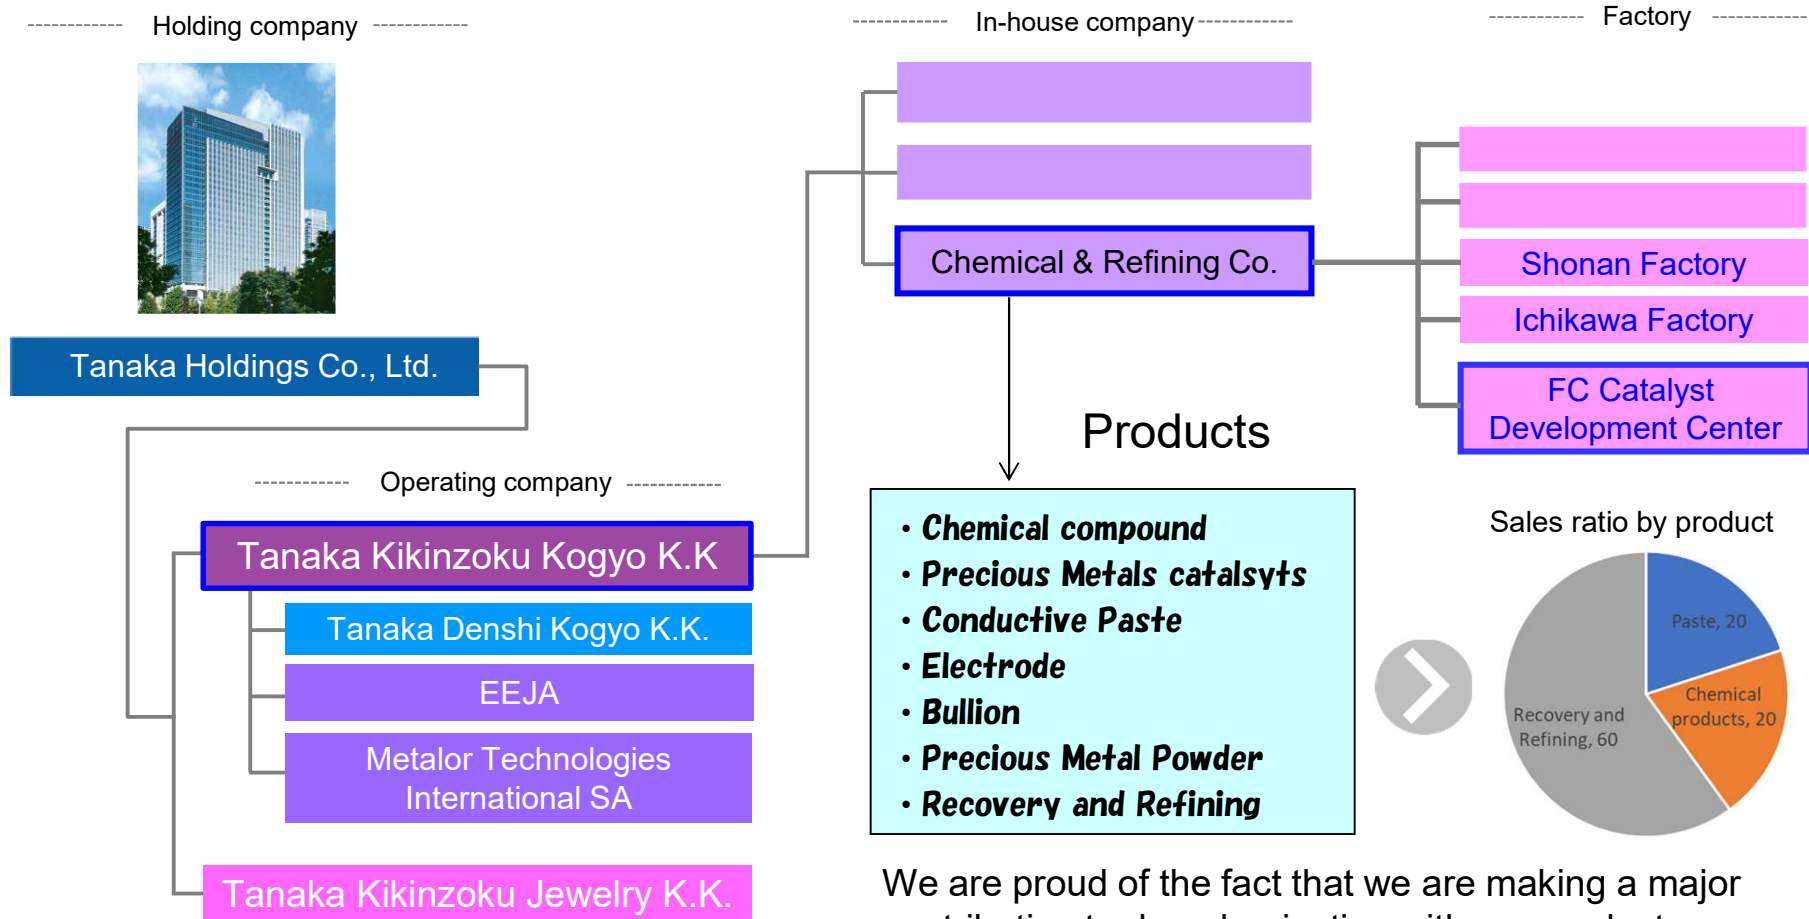 Holding company
In-house company
Factory
Chemical & Refining Co.
Shonan Factory
Ichikawa Factory
FC Catalyst
Development Center
Tanaka Holdings Co., Ltd.
Operating company
Tanaka Kikinzoku Kogyo K.K
Tanaka Denshi Kogyo K.K.
EEJA
Metalor Technologies
International SA
Tanaka Kikinzoku Jewelry K.K.
Products
・Chemical compound
・Precious Metals catalsyts
・Conductive Paste
・Electrode
・Bullion
・Precious Metal Powder
・Recovery and Refining
Sales ratio by product
Paste, 20
Chemical
products, 20
Recovery and
Refining, 60
We are proud of the fact that we are making a major